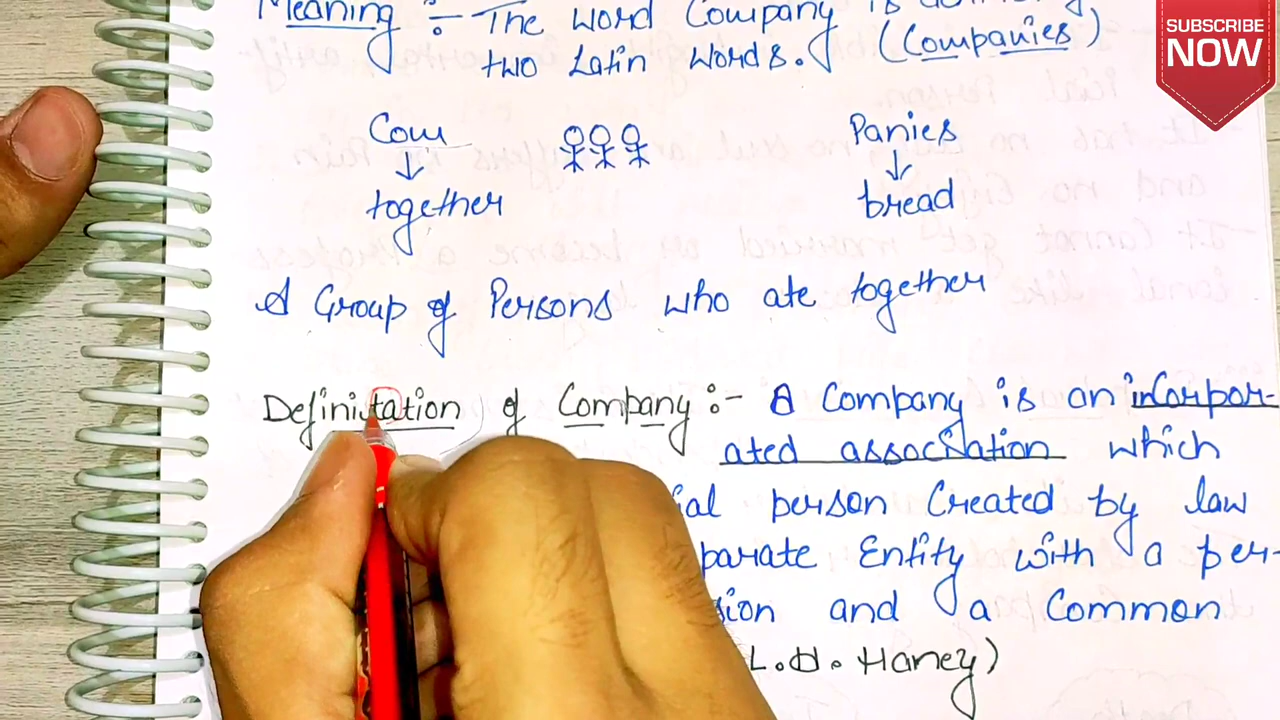 Meaning :- The word Company is
two Latin words. (Companies)
Com Panies
together bread
A Group of Persons who ate together
Definitation of Company :- A Company is an incorpor-
ated association which
ial person Created by law
parate Entity with a per-
sion and a Common
L.H. Haney)
SUBSCRIBE
NOW